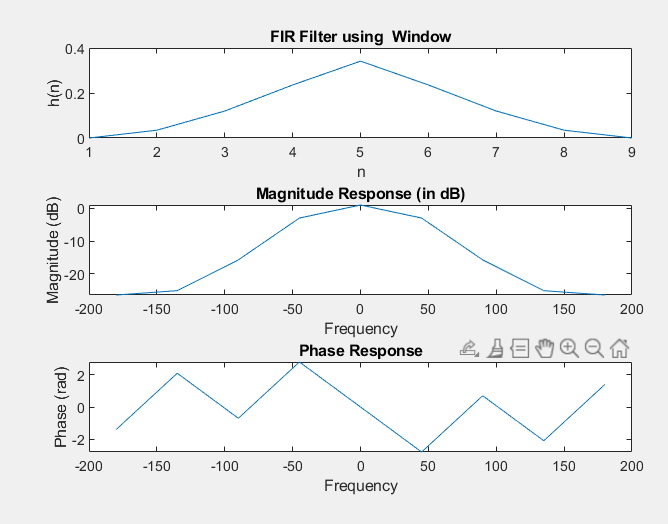 FIR Filter using  Window
0.4
0.2
0
h(n)
1 2 3 4 5 6 7 8 9
n
Magnitude Response (in dB)
0
-10
-20
Magnitude (dB)
-200 -150 -100 -50 0 50 100 150 200
Frequency
Phase Response
2
0
-2
Phase (rad)
-200 -150 -100 -50 0 50 100 150 200
Frequency